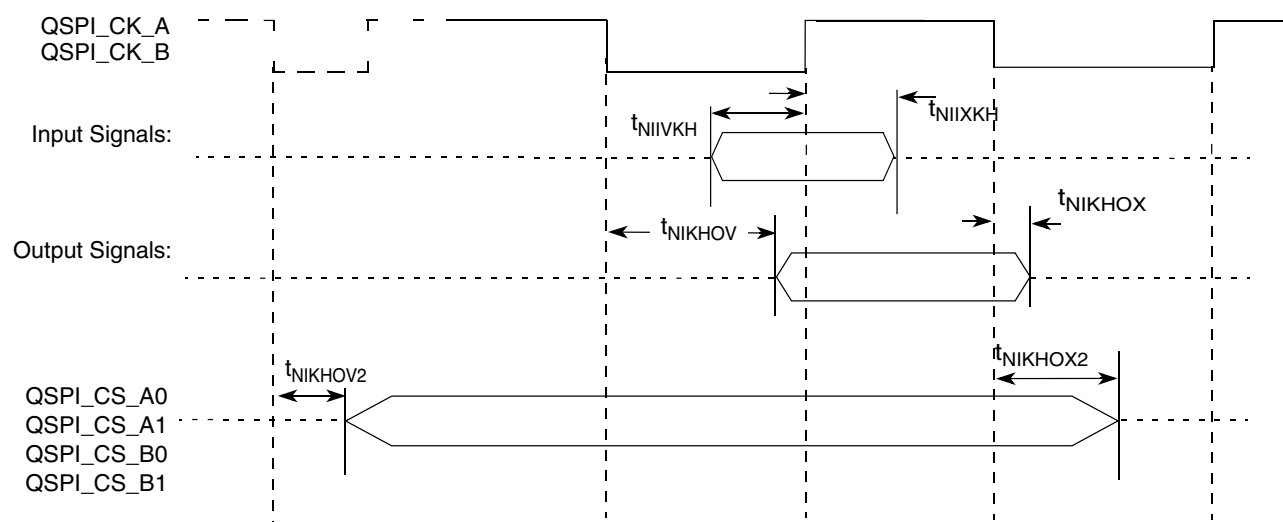 QSPI_CK_A
QSPI_CK_B
tNIIVKH
tNIIXKH
Input Signals:
tNIKHOX
tNIKHOV
Output Signals:
tNIKHOV2
tNIKHOX2
QSPI_CS_A0
QSPI_CS_A1
QSPI_CS_B0
QSPI_CS_B1